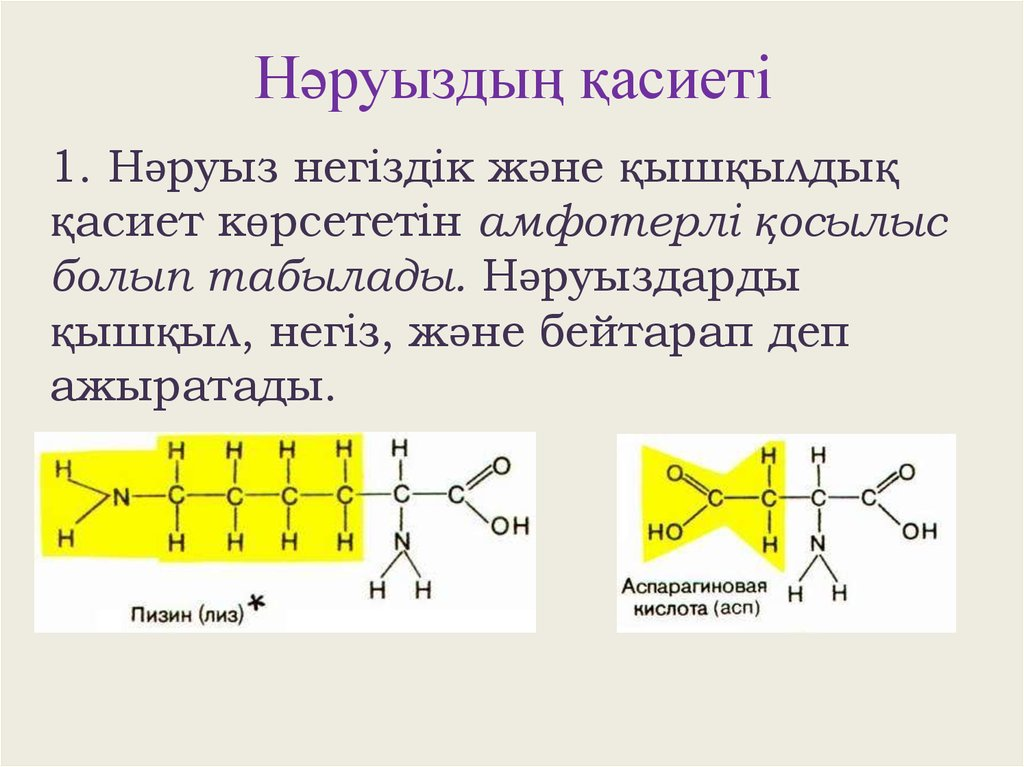 Нәруыздың қасиеті
1. Нәруыз негіздік және қышқылдық
қасиет көрсететін амфотерлі қосылыс
болып табылады. Нәруыздарды
қышқыл, негіз, және бейтарап деп
ажыратады.
H H H H H H O
N C C C C C C
H H H H H N OH
H H
Пизин (лиз)*
O H H O
C C C C
HO H N OH
H H
Аспарагиновая
кислота (асп)